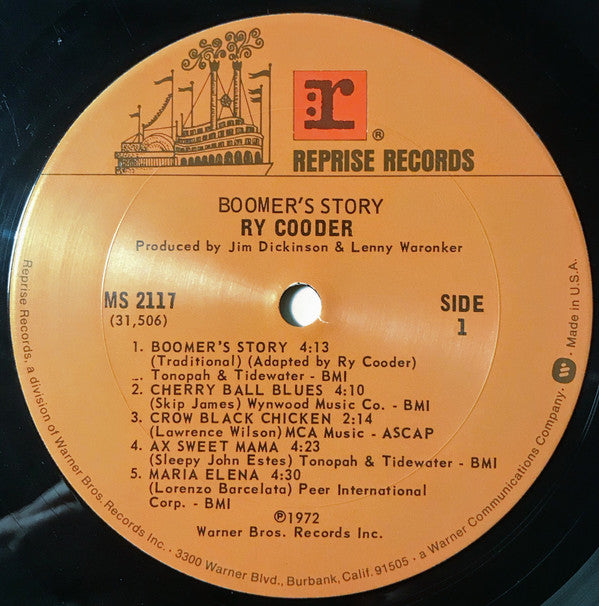 r
®
REPRISE RECORDS
BOOMER'S STORY
RY COODER
Produced by Jim Dickinson & Lenny Waronker
MS 2117
(31,506)
SIDE
1
1. BOOMER'S STORY 4:13
(Traditional) (Adapted by Ry Cooder)
Tonopah & Tidewater - BMI
2. CHERRY BALL BLUES 4:10
(Skip James) Wynwood Music Co. - BMI
3. CROW BLACK CHICKEN 2:14
(Lawrence Wilson) MCA Music - ASCAP
4. AX SWEET MAMA 4:23
(Sleepy John Estes) Tonopah & Tidewater - BMI
5. MARIA ELENA 4:30
(Lorenzo Barcelata) Peer International
Corp. - BMI
℗1972
Warner Bros. Records Inc.
Reprise Records, a division of Warner Bros. Records Inc. · 3300 Warner Blvd., Burbank, Calif. 91505 · a Warner Communications Company · Made in U.S.A.